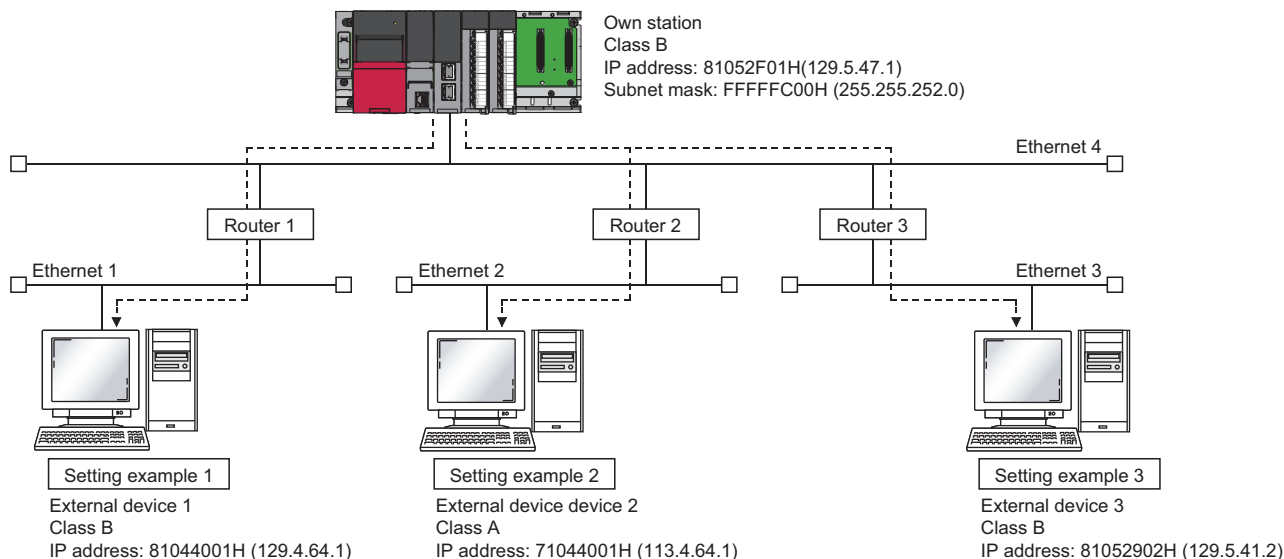 Own station
Class B
IP address: 81052F01H(129.5.47.1)
Subnet mask: FFFFFC00H (255.255.252.0)
Ethernet 4
Router 1
Router 2
Router 3
Ethernet 1
Ethernet 2
Ethernet 3
Setting example 1
External device 1
Class B
IP address: 81044001H (129.4.64.1)
Setting example 2
External device device 2
Class A
IP address: 71044001H (113.4.64.1)
Setting example 3
External device 3
Class B
IP address: 81052902H (129.5.41.2)